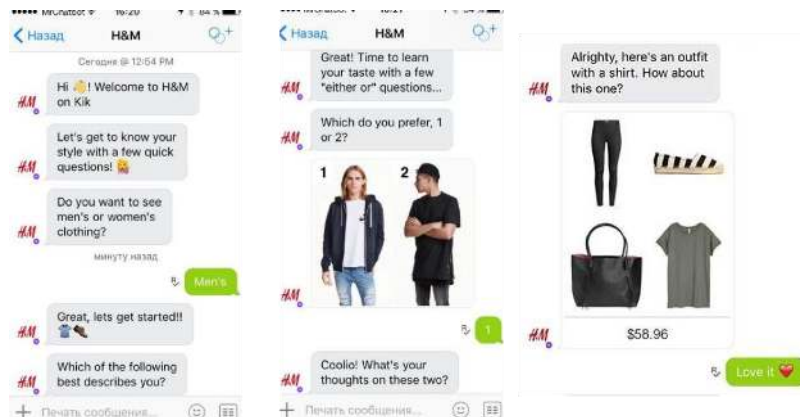 MrChatbot
16:20
84 %
Назад
H&M
Сегодня @ 12:54 PM
Hi 👋! Welcome to H&M
on Kik
H&M
Let's get to know your
style with a few quick
questions! 
H&M
Do you want to see
men's or women's
clothing?
H&M
минуту назад
Men's
Great, lets get started!!
👕👞
H&M
Which of the following
best describes you?
H&M
Печать сообщения...
Назад
H&M
Great! Time to learn
your taste with a few
"either or" questions...
H&M
Which do you prefer, 1
or 2?
H&M
1
2
H&M
1
Coolio! What's your
thoughts on these two?
H&M
Печать сообщения...
Alrighty, here's an outfit
with a shirt. How about
this one?
H&M
$58.96
H&M
Love it ❤️